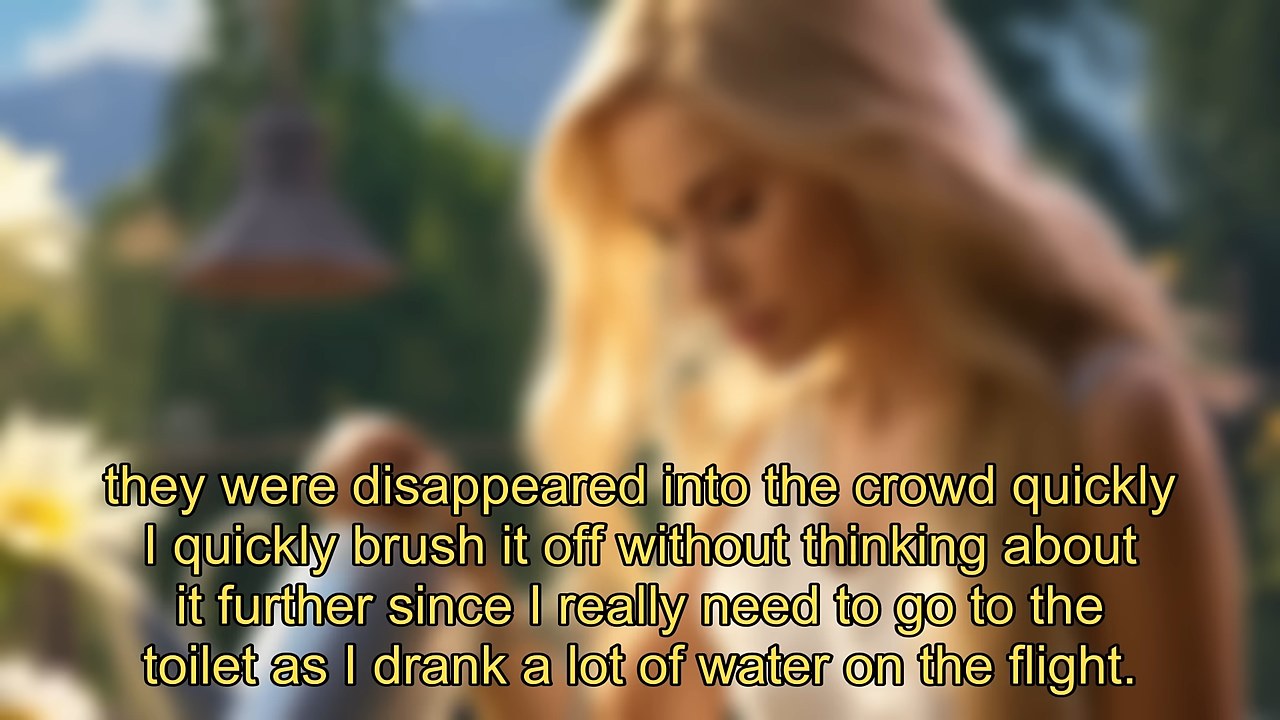 they were disappeared into the crowd quickly
I quickly brush it off without thinking about
it further since I really need to go to the
toilet as I drank a lot of water on the flight.